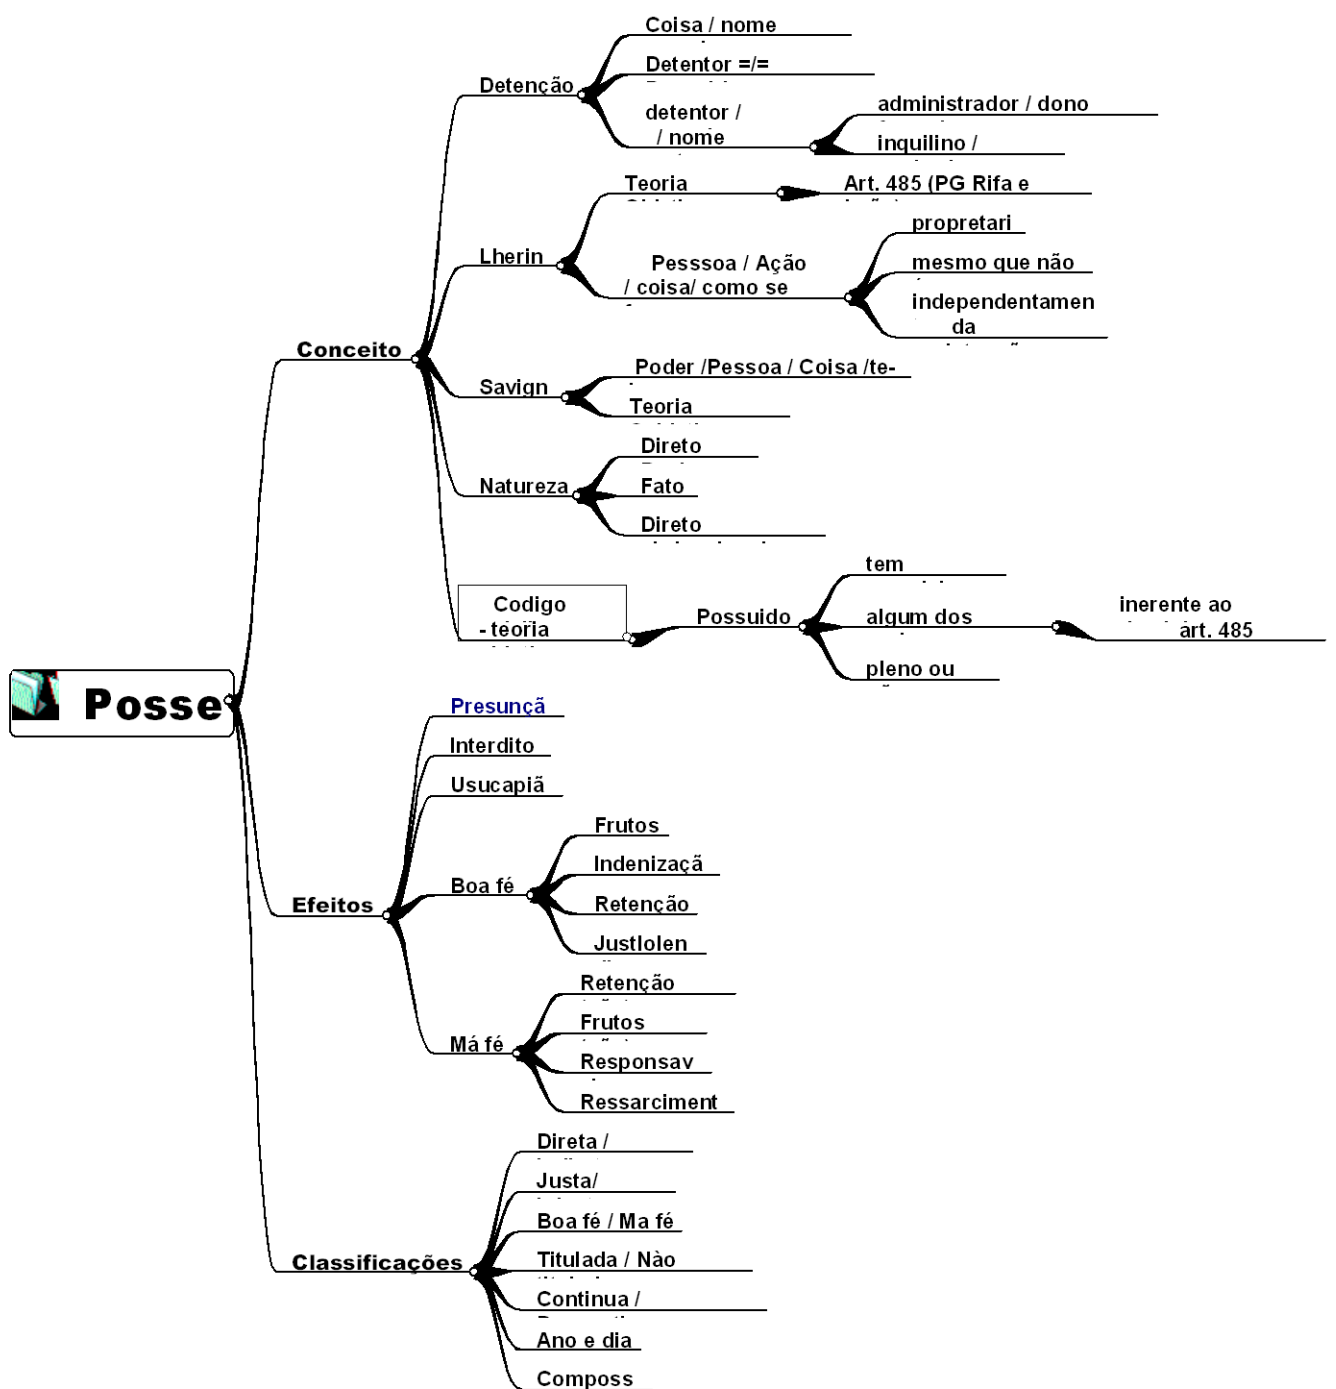 Posse
Conceito
Detenção
Coisa / nome
Detentor =/=
detentor /
/ nome
administrador / dono
inquilino /
Lherin
Teoria
Art. 485 (PG Rifa e
Pesssoa / Ação
/ coisa/ como se
propretari
mesmo que não
independentamen
da
Savign
Poder /Pessoa / Coisa /te-
Teoria
Natureza
Direto
Fato
Direto
Codigo
- teoria
Possuido
tem
algum dos
inerente ao
art. 485
pleno ou
Efeitos
Presunçã
Interdito
Usucapiã
Boa fé
Frutos
Indenizaçã
Retenção
Justlolen
Má fé
Retenção
Frutos
Responsav
Ressarciment
Classificações
Direta /
Justa/
Boa fé / Ma fé
Titulada / Nào
Continua /
Ano e dia
Composs